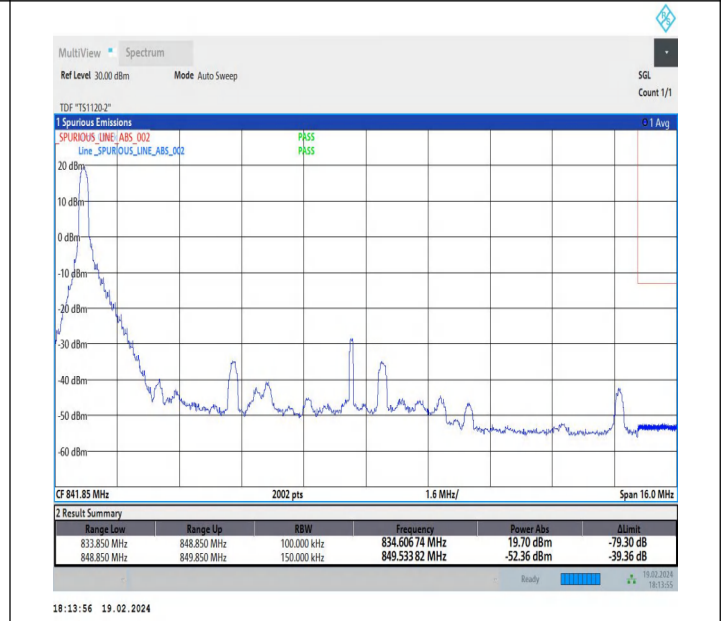 R&S
MultiView Spectrum
Ref Level 30.00 dBm Mode Auto Sweep SGL
Count 1/1
TDF "TS1120-2"
1 Spurious Emissions 1 Avg
_SPURIOUS_LINE_ABS_002 PASS
Line _SPURIOUS_LINE_ABS_002 PASS
20 dBm
10 dBm
0 dBm
-10 dBm
-20 dBm
-30 dBm
-40 dBm
-50 dBm
-60 dBm
CF 841.85 MHz 2002 pts 1.6 MHz/ Span 16.0 MHz
2 Result Summary
Range Low Range Up RBW Frequency Power Abs ΔLimit
833.850 MHz 848.850 MHz 100.000 kHz 834.60674 MHz 19.70 dBm -79.30 dB
848.850 MHz 849.850 MHz 150.000 kHz 849.53382 MHz -52.36 dBm -39.36 dB
Ready 19.02.2024
18:13:55
18:13:56 19.02.2024